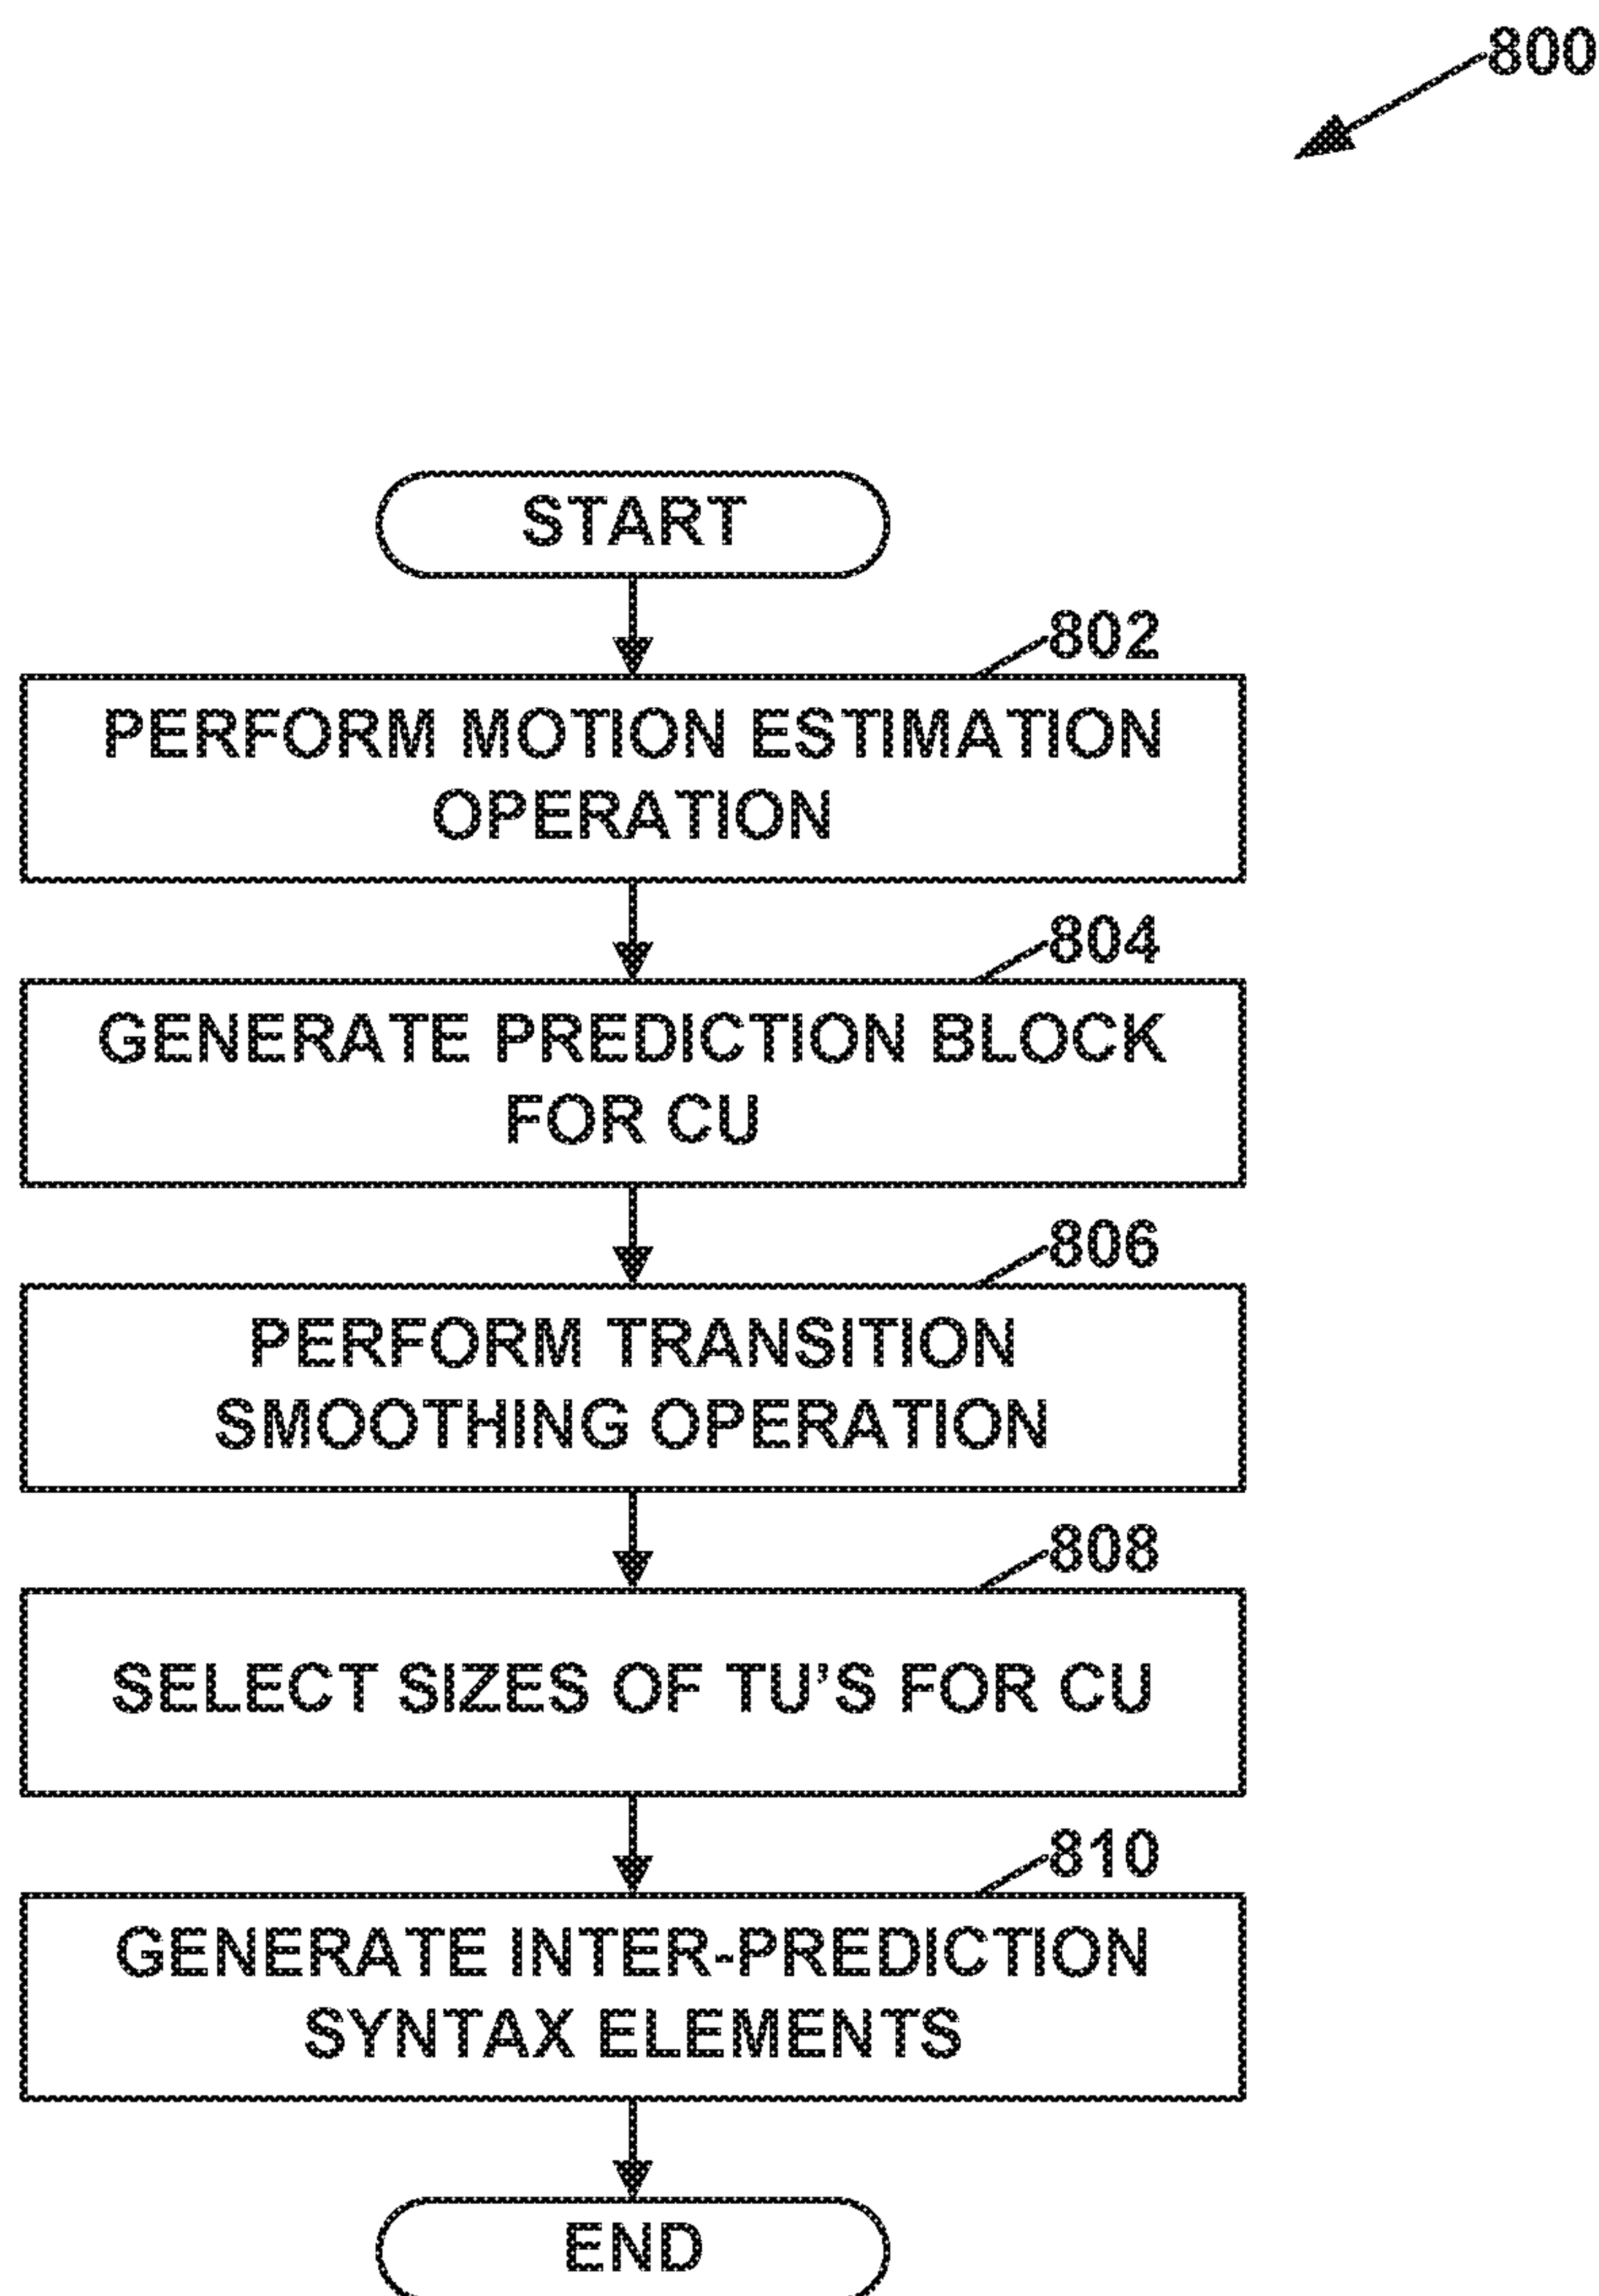 800
START
802
PERFORM MOTION ESTIMATION
OPERATION
804
GENERATE PREDICTION BLOCK
FOR CU
806
PERFORM TRANSITION
SMOOTHING OPERATION
808
SELECT SIZES OF TU'S FOR CU
810
GENERATE INTER-PREDICTION
SYNTAX ELEMENTS
END